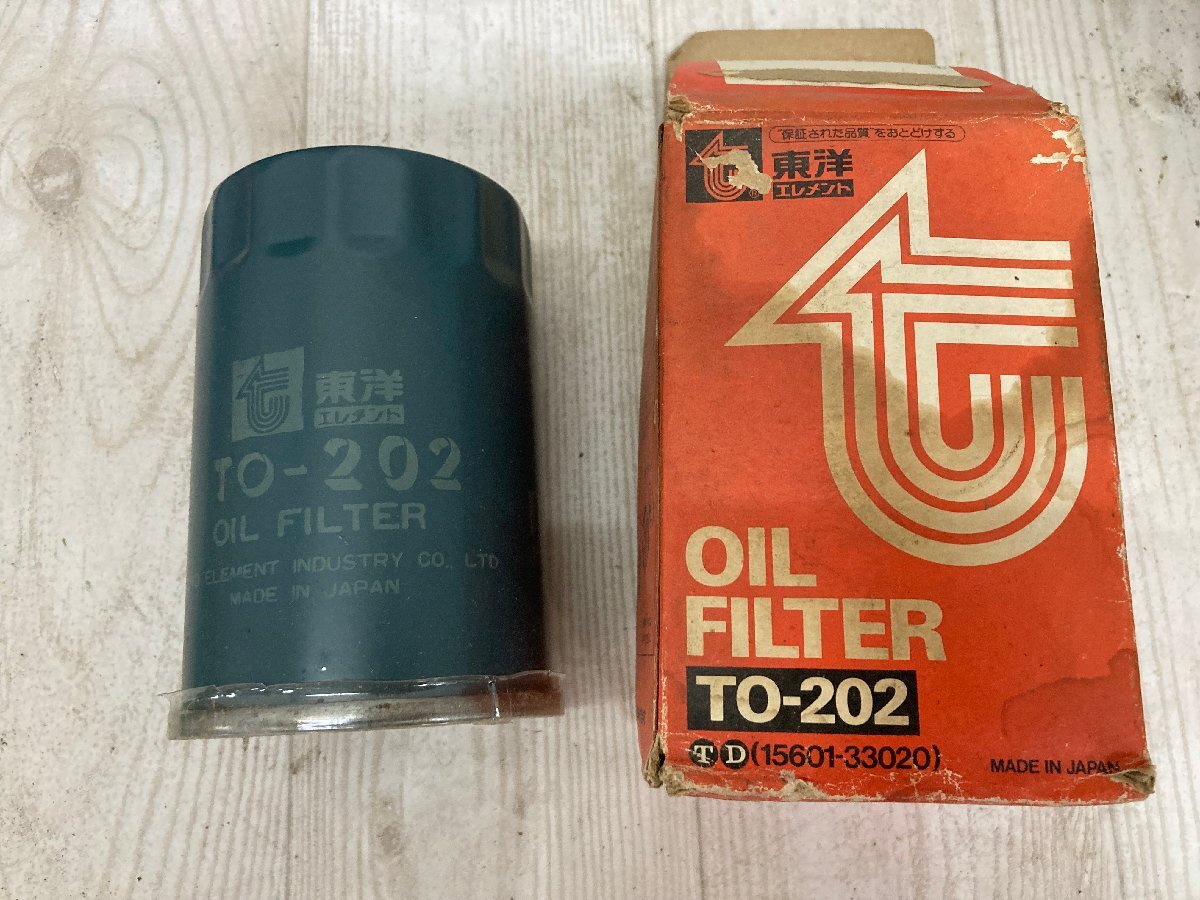 東洋
エレメント
TO-202
OIL FILTER
ELEMENT INDUSTRY CO., LTD
MADE IN JAPAN
"保証された品質"をおとどけする
東洋
エレメント
OIL
FILTER
TO-202
T D (15601-33020)
MADE IN JAPAN